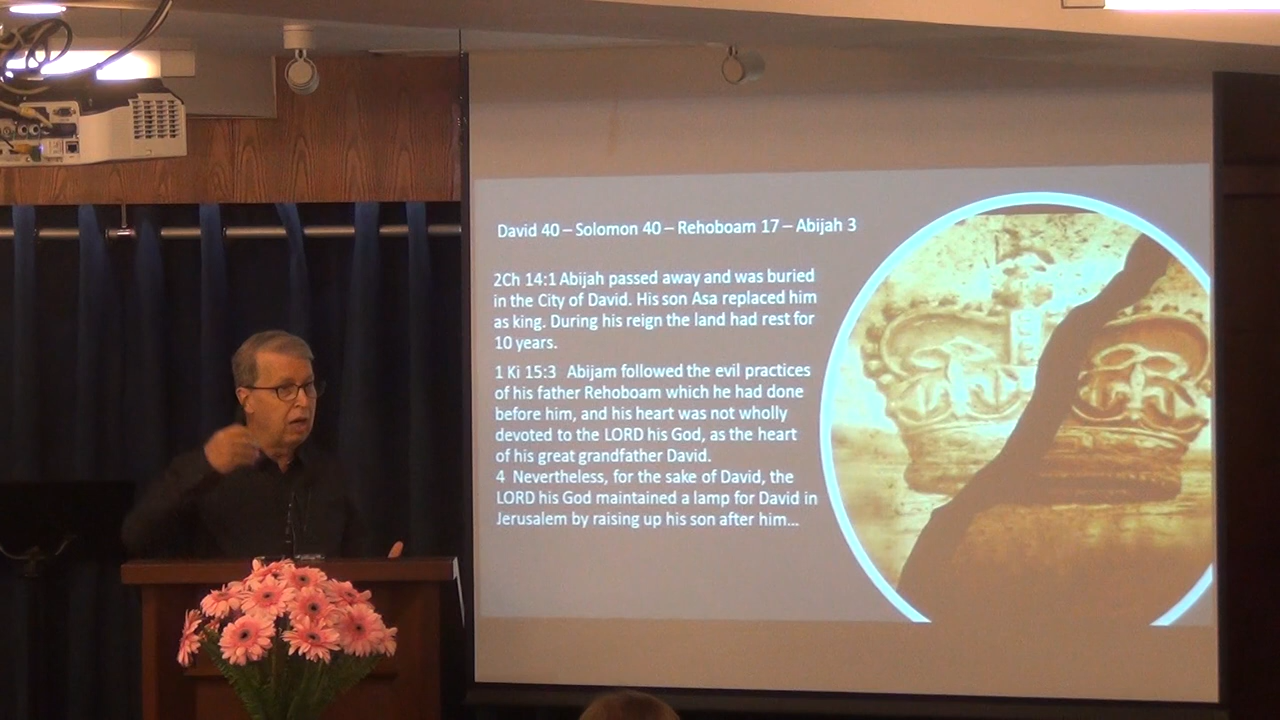 David 40 – Solomon 40 – Rehoboam 17 – Abijah 3
2Ch 14:1 Abijah passed away and was buried
in the City of David. His son Asa replaced him
as king. During his reign the land had rest for
10 years.
1 Ki 15:3 Abijam followed the evil practices
of his father Rehoboam which he had done
before him, and his heart was not wholly
devoted to the LORD his God, as the heart
of his great grandfather David.
4 Nevertheless, for the sake of David, the
LORD his God maintained a lamp for David in
Jerusalem by raising up his son after him...